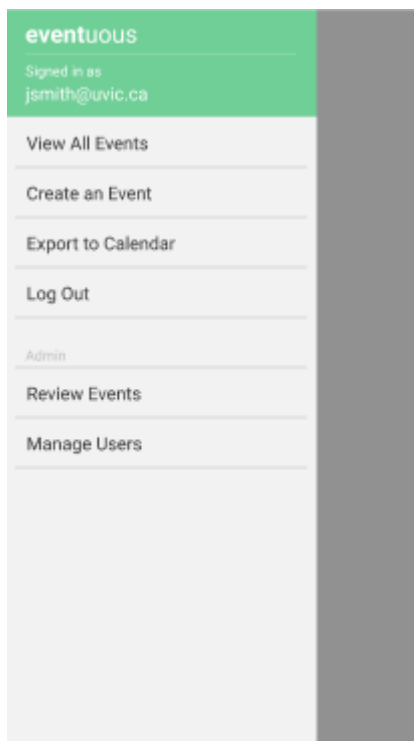 eventuous
Signed in as
jsmith@uvic.ca
View All Events
Create an Event
Export to Calendar
Log Out
Admin
Review Events
Manage Users